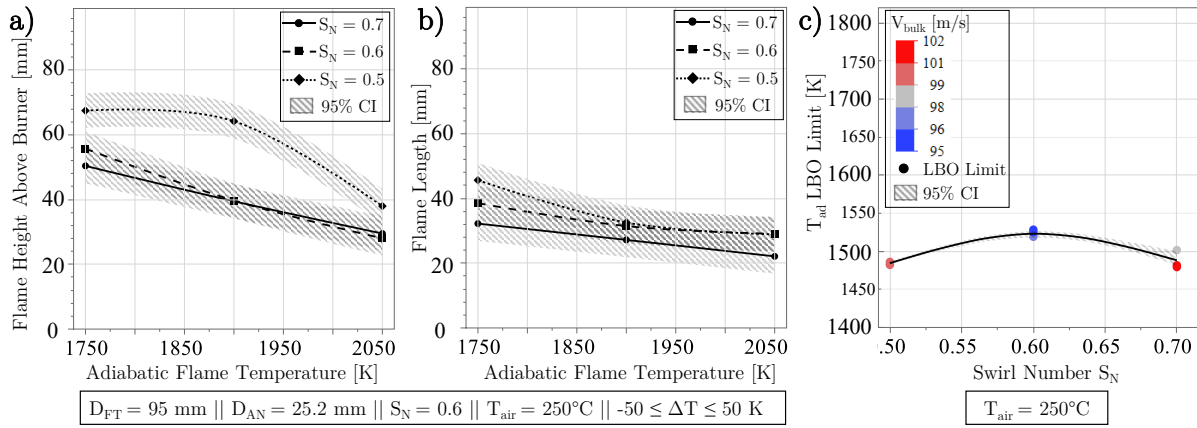 a)
Flame Height Above Burner [mm]
80
60
40
20
0
S_N = 0.7
S_N = 0.6
S_N = 0.5
95% CI
1750
1850
1950
2050
Adiabatic Flame Temperature [K]
b)
Flame Length [mm]
80
60
40
20
0
S_N = 0.7
S_N = 0.6
S_N = 0.5
95% CI
1750
1850
1950
2050
Adiabatic Flame Temperature [K]
D_FT = 95 mm || D_AN = 25.2 mm || S_N = 0.6 || T_air = 250°C || -50 ≤ ΔT ≤ 50 K
c)
T_ad LBO Limit [K]
1800
1750
1700
1650
1600
1550
1500
1450
1400
V_bulk [m/s]
102
101
99
98
96
95
LBO Limit
95% CI
.50
0.55
0.60
0.65
0.70
Swirl Number S_N
T_air = 250°C